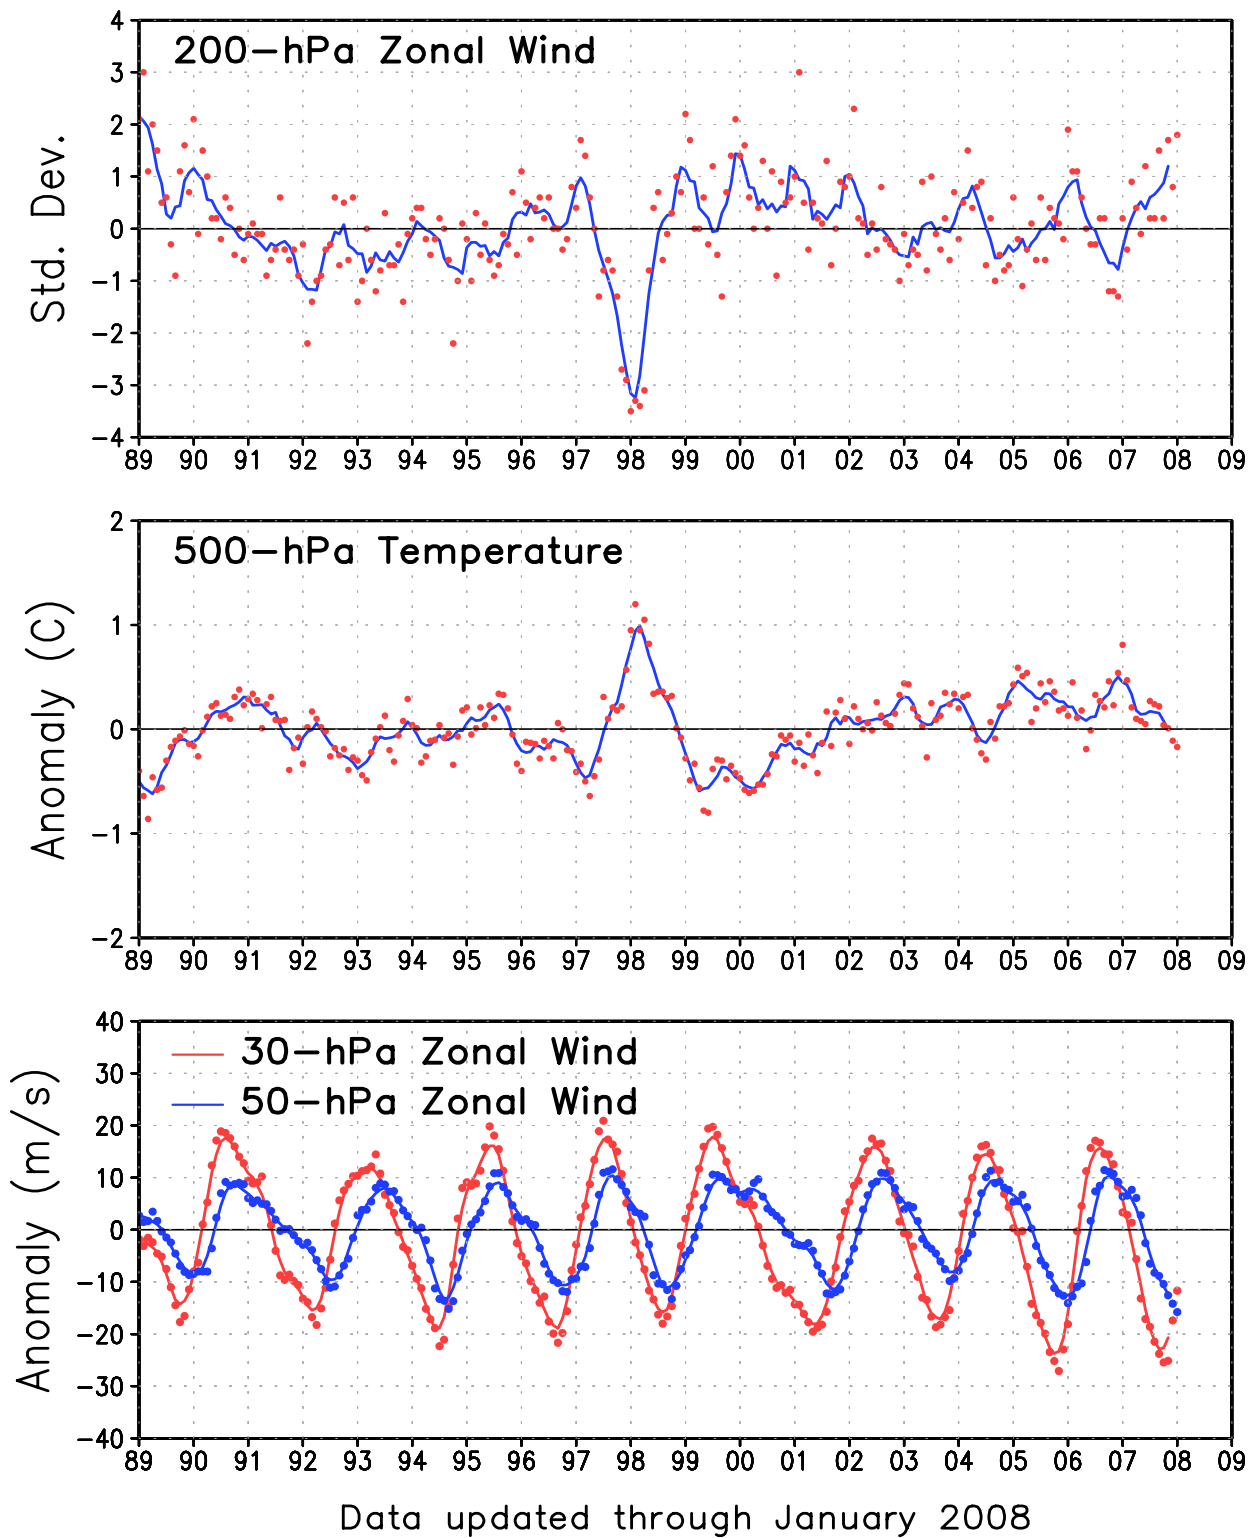 200-hPa Zonal Wind
Std. Dev.
4
3
2
1
0
-1
-2
-3
-4
89 90 91 92 93 94 95 96 97 98 99 00 01 02 03 04 05 06 07 08 09
500-hPa Temperature
Anomaly (C)
2
1
0
-1
-2
89 90 91 92 93 94 95 96 97 98 99 00 01 02 03 04 05 06 07 08 09
30-hPa Zonal Wind
50-hPa Zonal Wind
Anomaly (m/s)
40
30
20
10
0
-10
-20
-30
-40
89 90 91 92 93 94 95 96 97 98 99 00 01 02 03 04 05 06 07 08 09
Data updated through January 2008